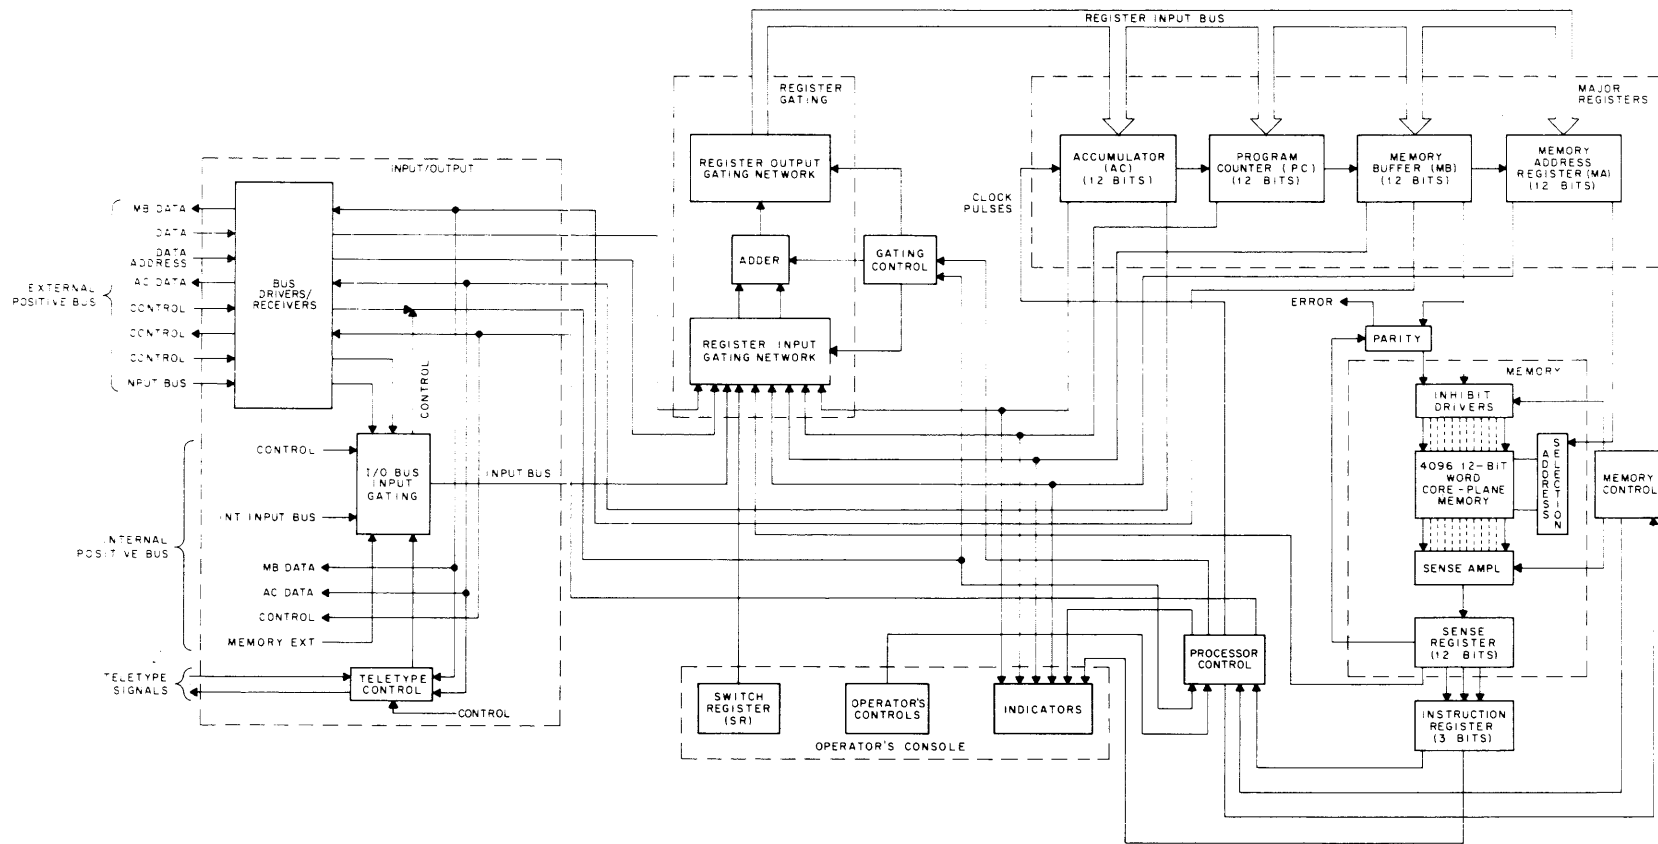 REGISTER INPUT BUS
REGISTER
GATING
MAJOR
REGISTERS
REGISTER OUTPUT
GATING NETWORK
ACCUMULATOR
(AC)
(12 BITS)
PROGRAM
COUNTER (PC)
(12 BITS)
MEMORY
BUFFER (MB)
(12 BITS)
MEMORY
ADDRESS
REGISTER (MA)
(12 BITS)
CLOCK
PULSES
ADDER
GATING
CONTROL
REGISTER INPUT
GATING NETWORK
INPUT/OUTPUT
MB DATA
DATA
DATA
ADDRESS
AC DATA
CONTROL
CONTROL
CONTROL
INPUT BUS
EXTERNAL
POSITIVE BUS
BUS
DRIVERS/
RECEIVERS
CONTROL
CONTROL
I/O BUS
INPUT
GATING
INPUT BUS
INT INPUT BUS
INTERNAL
POSITIVE BUS
MB DATA
AC DATA
CONTROL
MEMORY EXT
TELETYPE
SIGNALS
TELETYPE
CONTROL
CONTROL
ERROR
PARITY
MEMORY
INHIBIT
DRIVERS
4096 12-BIT
WORD
CORE-PLANE
MEMORY
ADDRESS
SELECTION
MEMORY
CONTROL
SENSE AMPL
SENSE
REGISTER
(12 BITS)
INSTRUCTION
REGISTER
(3 BITS)
PROCESSOR
CONTROL
SWITCH
REGISTER
(SR)
OPERATOR'S
CONTROLS
INDICATORS
OPERATOR'S CONSOLE